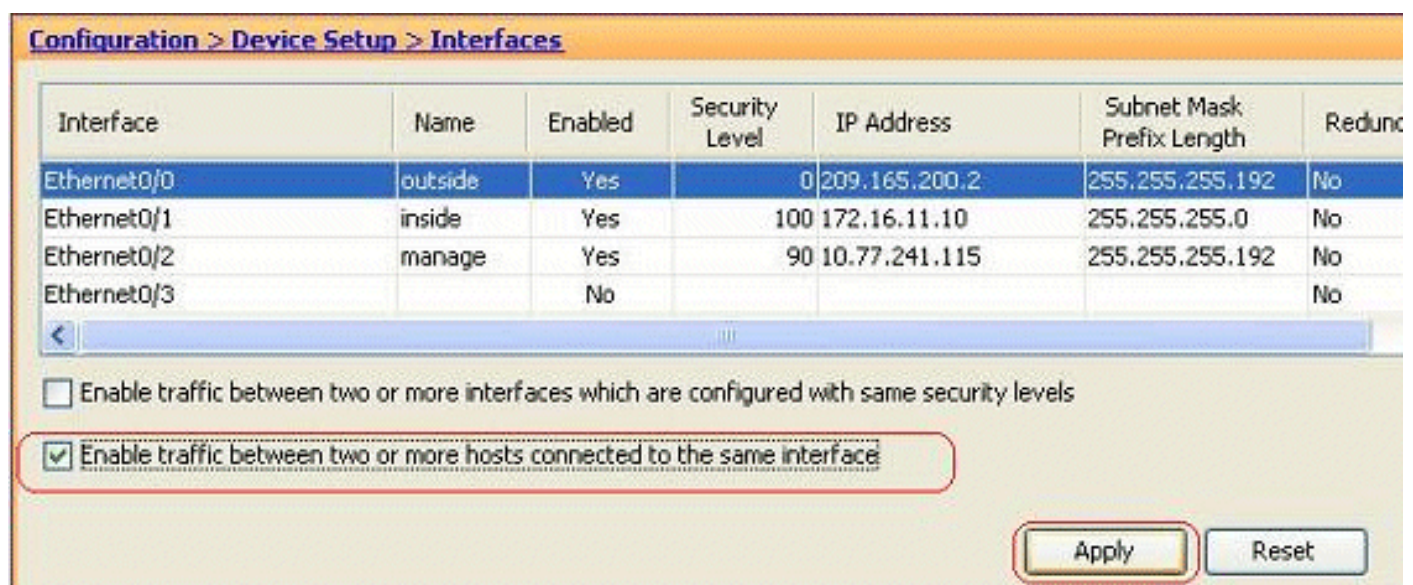 Configuration > Device Setup > Interfaces
Interface Name Enabled Security Level IP Address Subnet Mask Prefix Length Redunc
Ethernet0/0 outside Yes 0 209.165.200.2 255.255.255.192 No
Ethernet0/1 inside Yes 100 172.16.11.10 255.255.255.0 No
Ethernet0/2 manage Yes 90 10.77.241.115 255.255.255.192 No
Ethernet0/3 No No
Enable traffic between two or more interfaces which are configured with same security levels
Enable traffic between two or more hosts connected to the same interface
Apply Reset